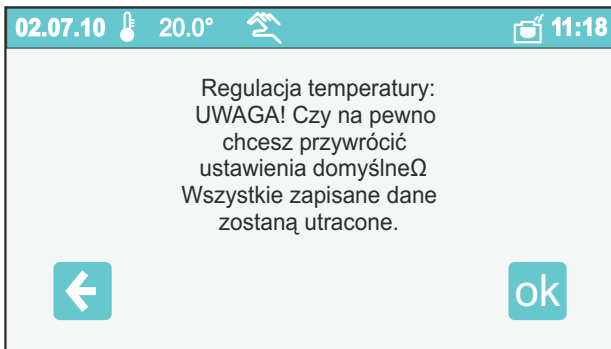 02.07.10 20.0° 11:18
Regulacja temperatury:
UWAGA! Czy na pewno
chcesz przywrócić
ustawienia domyślneΩ
Wszystkie zapisane dane
zostaną utracone.
ok